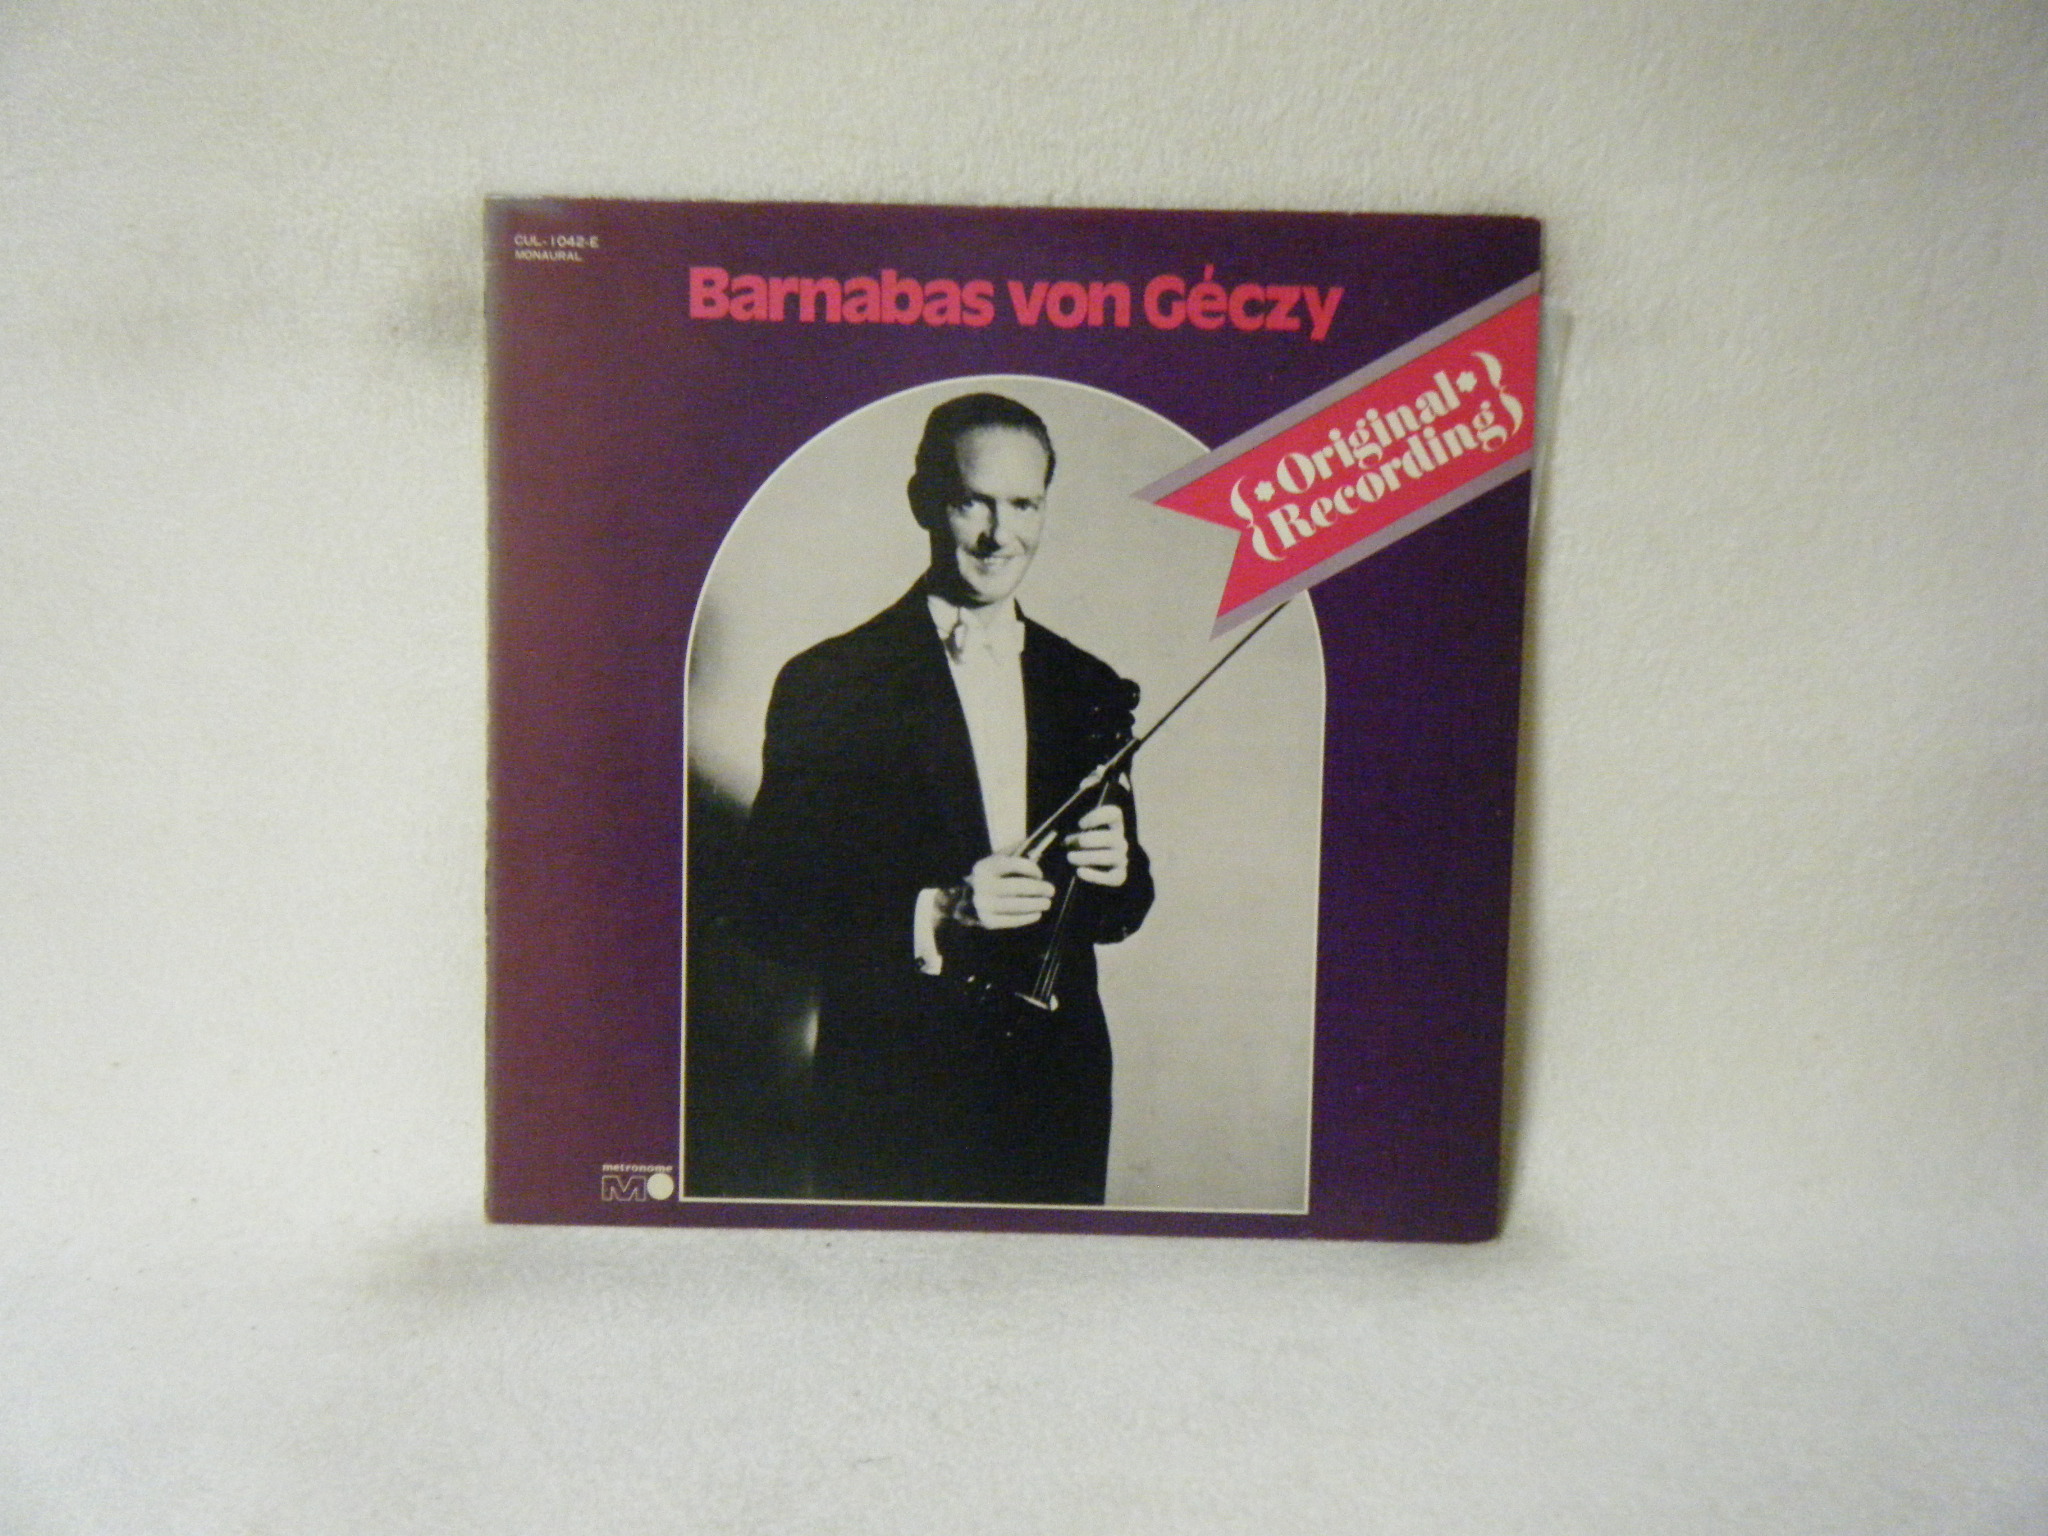 CUL-1042-E
MONAURAL
Barnabas von Géczy
Original
Recording
metronome